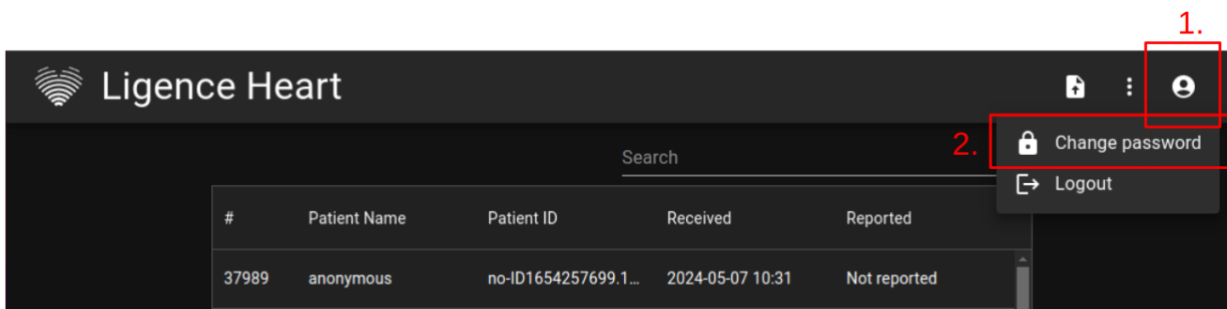 1.
Ligence Heart
2.
Change password
Search
Logout
# Patient Name Patient ID Received Reported
37989 anonymous no-ID1654257699.1... 2024-05-07 10:31 Not reported